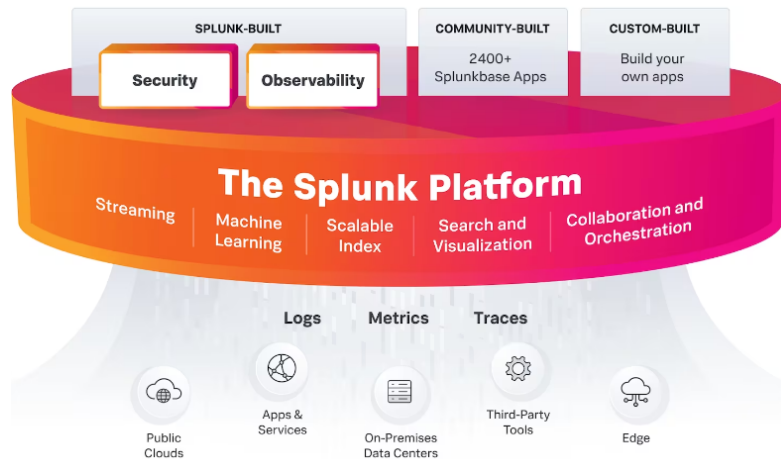 SPLUNK-BUILT
Security
Observability
COMMUNITY-BUILT
2400+
Splunkbase Apps
CUSTOM-BUILT
Build your
own apps
The Splunk Platform
Streaming
Machine
Learning
Scalable
Index
Search and
Visualization
Collaboration and
Orchestration
Logs
Metrics
Traces
Public
Clouds
Apps &
Services
On-Premises
Data Centers
Third-Party
Tools
Edge